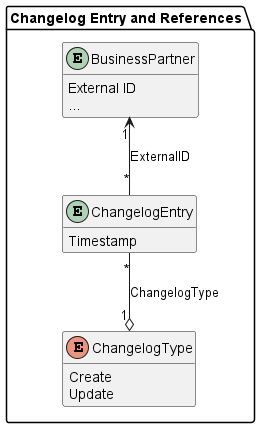 Changelog Entry and References
E BusinessPartner
External ID
...
1
ExternalID
*
E ChangelogEntry
Timestamp
*
ChangelogType
1
E ChangelogType
Create
Update